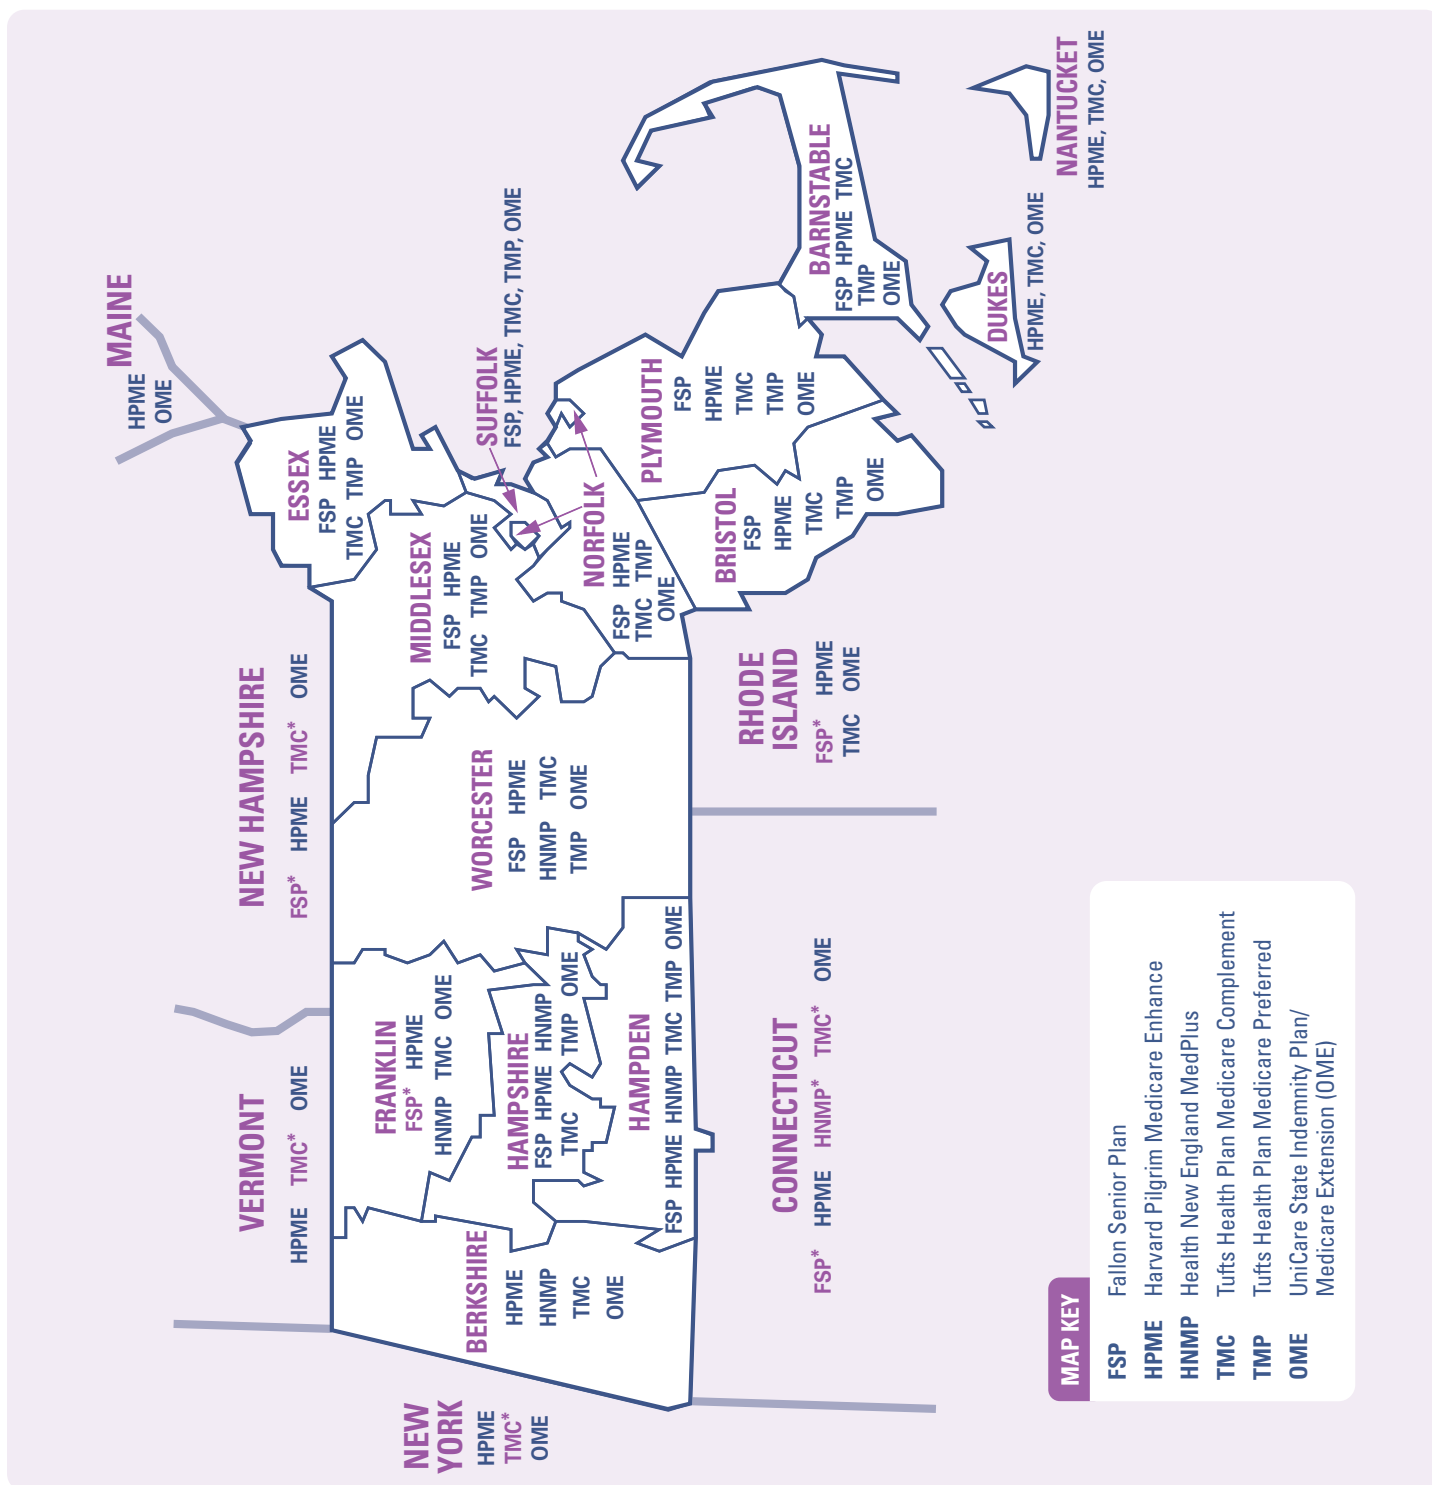 MAINE
HPME
OME
NEW HAMPSHIRE
FSP* HPME TMC* OME
VERMONT
HPME TMC* OME
NEW
YORK
HPME
TMC*
OME
ESSEX
FSP HPME
TMC TMP OME
MIDDLESEX
FSP HPME
TMC TMP OME
SUFFOLK
FSP, HPME, TMC, TMP, OME
NORFOLK
FSP HPME
TMC TMP
OME
WORCESTER
FSP HPME
HNMP TMC
TMP OME
FRANKLIN
FSP* HPME
HNMP TMC OME
HAMPSHIRE
FSP HPME HNMP
TMC TMP OME
HAMPDEN
FSP HPME HNMP TMC TMP OME
BERKSHIRE
HPME
HNMP
TMC
OME
PLYMOUTH
FSP
HPME
TMC
TMP
OME
BRISTOL
FSP
HPME
TMC
TMP
OME
BARNSTABLE
FSP HPME TMC
TMP
OME
DUKES
HPME, TMC, OME
NANTUCKET
HPME, TMC, OME
RHODE
ISLAND
FSP* HPME
TMC OME
CONNECTICUT
FSP* HPME HNMP* TMC* OME
MAP KEY
FSP Fallon Senior Plan
HPME Harvard Pilgrim Medicare Enhance
HNMP Health New England MedPlus
TMC Tufts Health Plan Medicare Complement
TMP Tufts Health Plan Medicare Preferred
OME UniCare State Indemnity Plan/
Medicare Extension (OME)